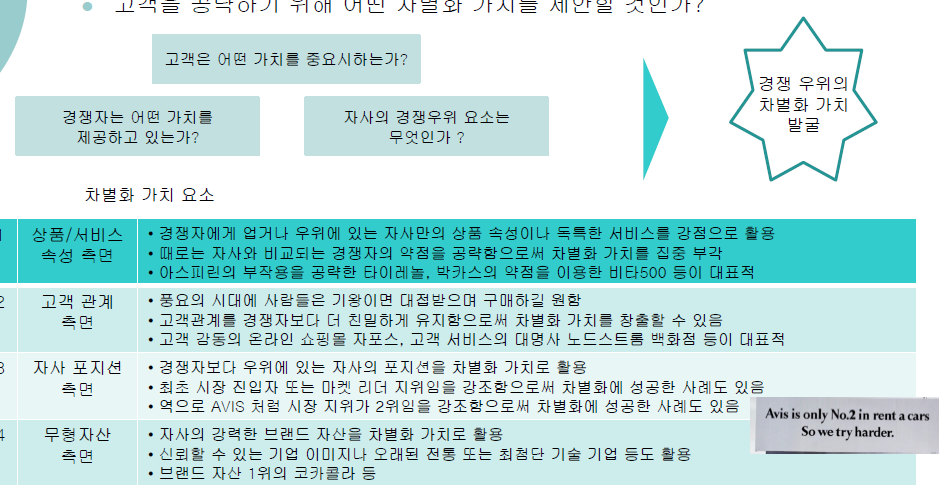 고객을 공략하기 위해 어떤 차별화 가치를 제안할 것인가?
고객은 어떤 가치를 중요시하는가?
경쟁자는 어떤 가치를
제공하고 있는가?
자사의 경쟁우위 요소는
무엇인가 ?
경쟁 우위의
차별화 가치
발굴
차별화 가치 요소
상품/서비스
속성 측면
• 경쟁자에게 없거나 우위에 있는 자사만의 상품 속성이나 독특한 서비스를 강점으로 활용
• 때로는 자사와 비교되는 경쟁자의 약점을 공략함으로써 차별화 가치를 집중 부각
• 아스피린의 부작용을 공략한 타이레놀, 박카스의 약점을 이용한 비타500 등이 대표적
2
고객 관계
측면
• 풍요의 시대에 사람들은 기왕이면 대접받으며 구매하길 원함
• 고객관계를 경쟁자보다 더 친밀하게 유지함으로써 차별화 가치를 창출할 수 있음
• 고객 감동의 온라인 쇼핑몰 자포스, 고객 서비스의 대명사 노드스트롬 백화점 등이 대표적
3
자사 포지션
측면
• 경쟁자보다 우위에 있는 자사의 포지션을 차별화 가치로 활용
• 최초 시장 진입자 또는 마켓 리더 지위임을 강조함으로써 차별화에 성공한 사례도 있음
• 역으로 AVIS 처럼 시장 지위가 2위임을 강조함으로써 차별화에 성공한 사례도 있음
Avis is only No.2 in rent a cars
So we try harder.
4
무형자산
측면
• 자사의 강력한 브랜드 자산을 차별화 가치로 활용
• 신뢰할 수 있는 기업 이미지나 오래된 전통 또는 최첨단 기술 기업 등도 활용
• 브랜드 자산 1위의 코카콜라 등